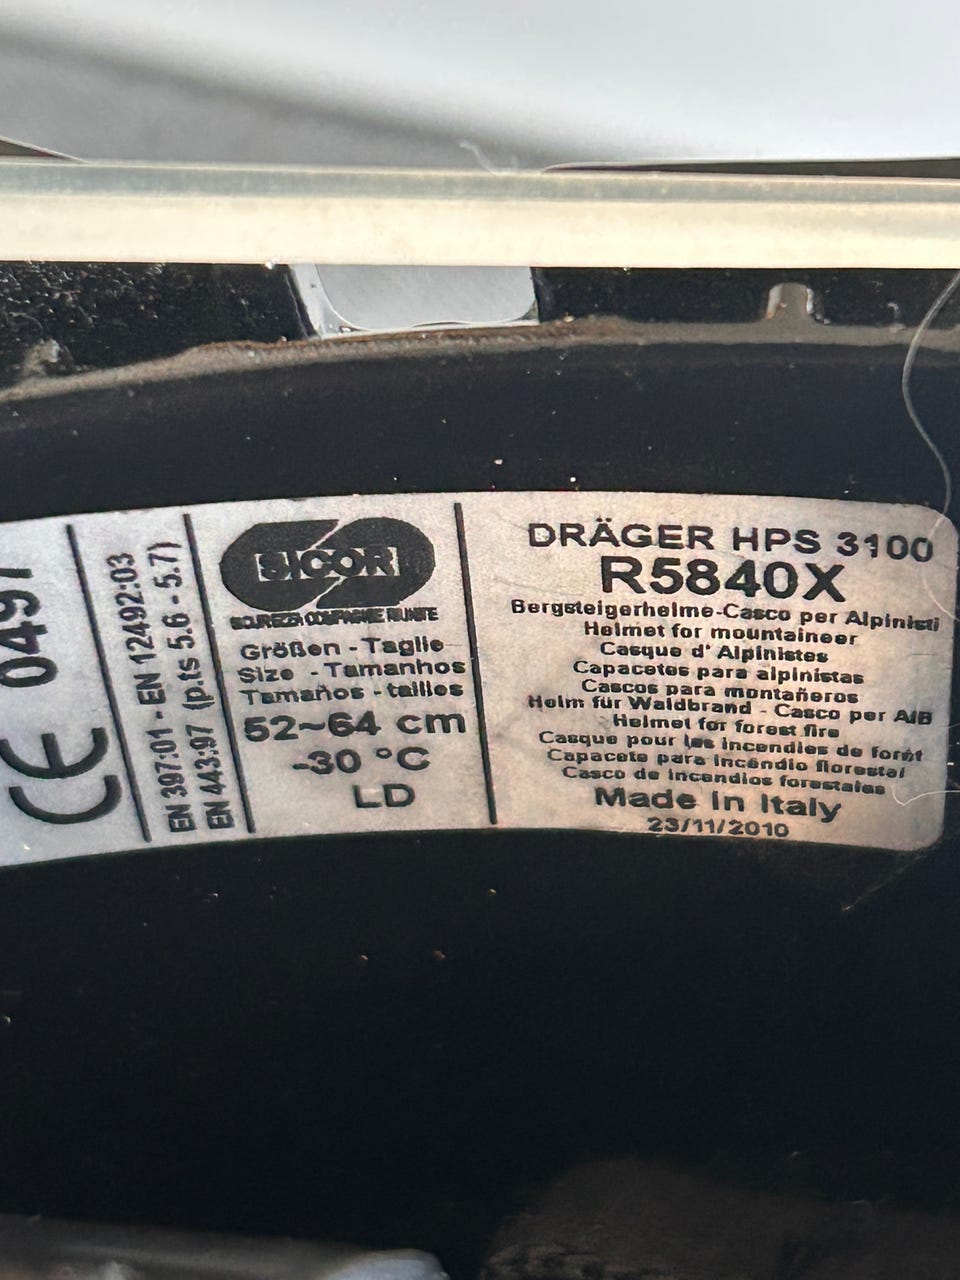 CE 0497
EN 397:01 - EN 12492:03
EN 443:97 (p.ts 5.6 - 5.7)
SICOR
Größen - Taglie
Size - Tamanhos
Tamaños - tailles
52~64 cm
-30 °C
LD
DRÄGER HPS 3100
R5840X
Bergsteigerhelme-Casco per Alpinisti
Helmet for mountaineer
Casque d' Alpinistes
Capacetes para alpinistas
Cascos para montañeros
Helm für Waldbrand - Casco per AIB
Helmet for forest fire
Casque pour les incendies de forêt
Capacete para incêndio florestal
Casco de incendios forestales
Made in Italy
23/11/2010